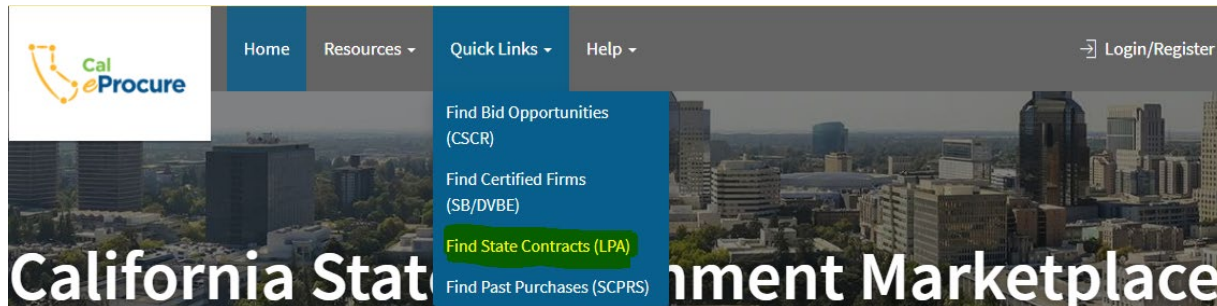 Cal
eProcure
Home
Resources
Quick Links
Help
Login/Register
Find Bid Opportunities
(CSCR)
Find Certified Firms
(SB/DVBE)
Find State Contracts (LPA)
Find Past Purchases (SCPRS)
California Stat nment Marketplace